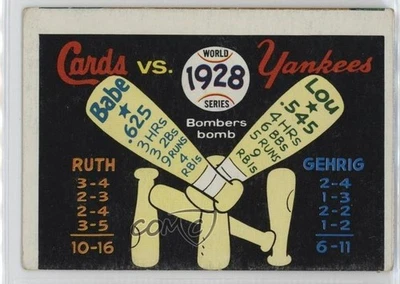 Cards VS. Yankees
WORLD
1928
SERIES
Bombers
bomb
Babe
.625
3 HRs
3 2Bs
9 RUNS
4 RBIs
Lou
.545
4 HRs
6 BBs
5 RUNS
9 RBIs
RUTH
3-4
2-3
2-4
3-5
10-16
GEHRIG
2-4
1-3
2-2
1-2
6-11
COMC